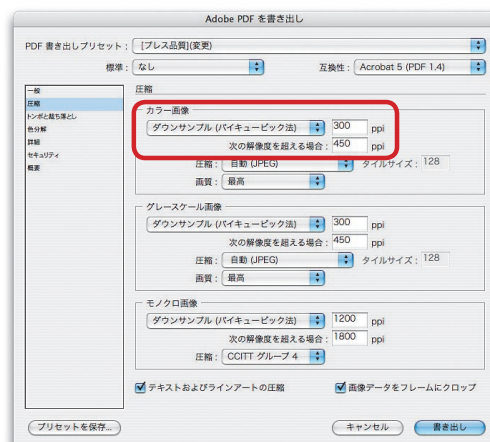 Adobe PDF を書き出し
PDF 書き出しプリセット： [プレス品質](変更)
標準： なし 互換性： Acrobat 5 (PDF 1.4)
一般
圧縮
トンボと裁ち落とし
色分解
詳細
セキュリティ
概要
圧縮
カラー画像
ダウンサンプル (バイキュービック法) 300 ppi
次の解像度を超える場合： 450 ppi
圧縮： 自動 (JPEG) タイルサイズ： 128
画質： 最高
グレースケール画像
ダウンサンプル (バイキュービック法) 300 ppi
次の解像度を超える場合： 450 ppi
圧縮： 自動 (JPEG) タイルサイズ： 128
画質： 最高
モノクロ画像
ダウンサンプル (バイキュービック法) 1200 ppi
次の解像度を超える場合： 1800 ppi
圧縮： CCITT グループ 4
テキストおよびラインアートの圧縮 画像データをフレームにクロップ
プリセットを保存... キャンセル 書き出し